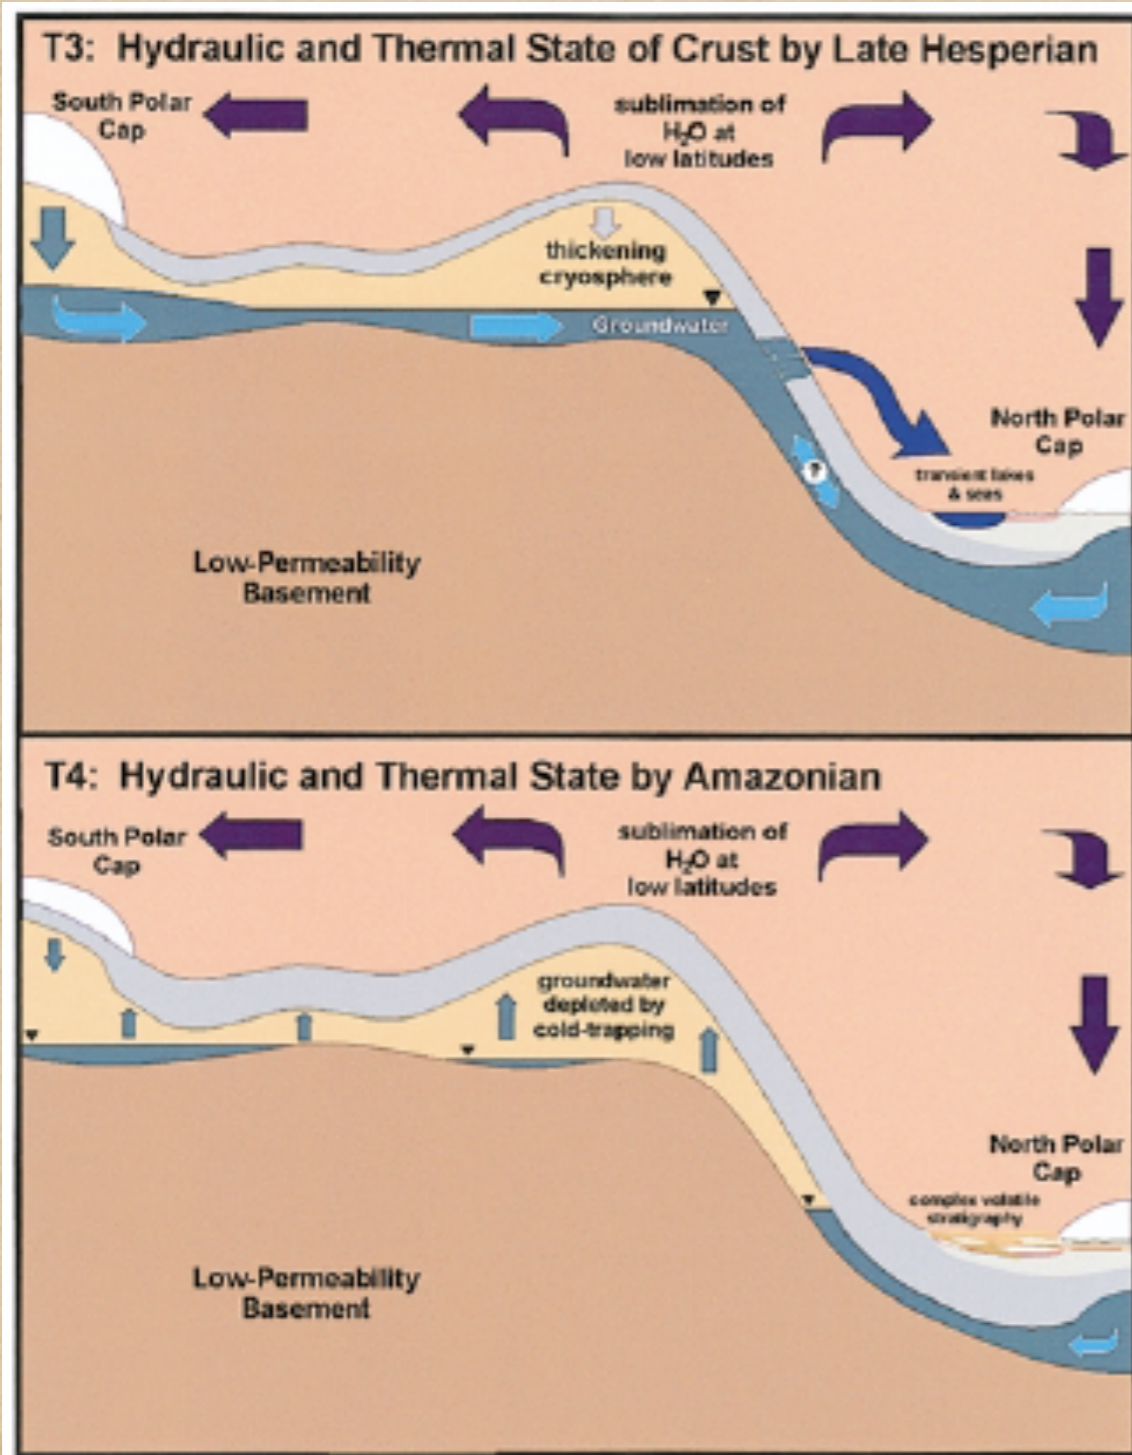 T3: Hydraulic and Thermal State of Crust by Late Hesperian
South Polar
Cap
sublimation of
H₂O at
low latitudes
thickening
cryosphere
Groundwater
?
North Polar
Cap
transient lakes
& seas
Low-Permeability
Basement
T4: Hydraulic and Thermal State by Amazonian
South Polar
Cap
sublimation of
H₂O at
low latitudes
groundwater
depleted by
cold-trapping
North Polar
Cap
complex volatile
stratigraphy
Low-Permeability
Basement